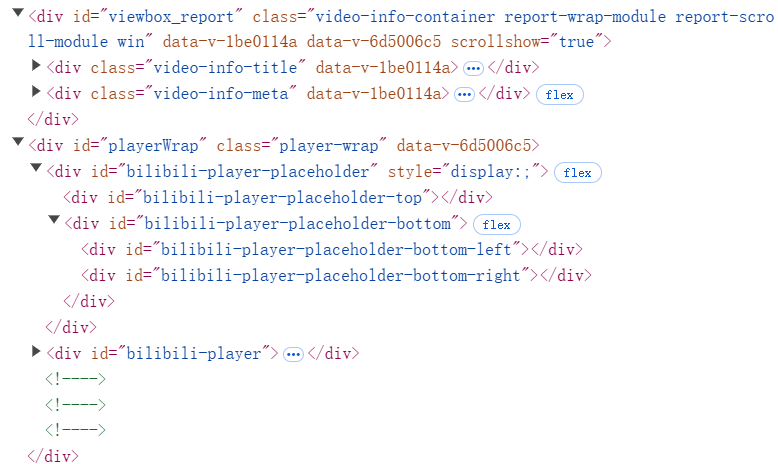 ▼<div id="viewbox_report" class="video-info-container report-wrap-module report-scro
ll-module win" data-v-1be0114a data-v-6d5006c5 scrollshow="true">
▶<div class="video-info-title" data-v-1be0114a>…</div>
▶<div class="video-info-meta" data-v-1be0114a>…</div> flex
</div>
▼<div id="playerWrap" class="player-wrap" data-v-6d5006c5>
▼<div id="bilibili-player-placeholder" style="display:;"> flex
<div id="bilibili-player-placeholder-top"></div>
▼<div id="bilibili-player-placeholder-bottom"> flex
<div id="bilibili-player-placeholder-bottom-left"></div>
<div id="bilibili-player-placeholder-bottom-right"></div>
</div>
</div>
▶<div id="bilibili-player">…</div>
<!---->
<!---->
<!---->
</div>